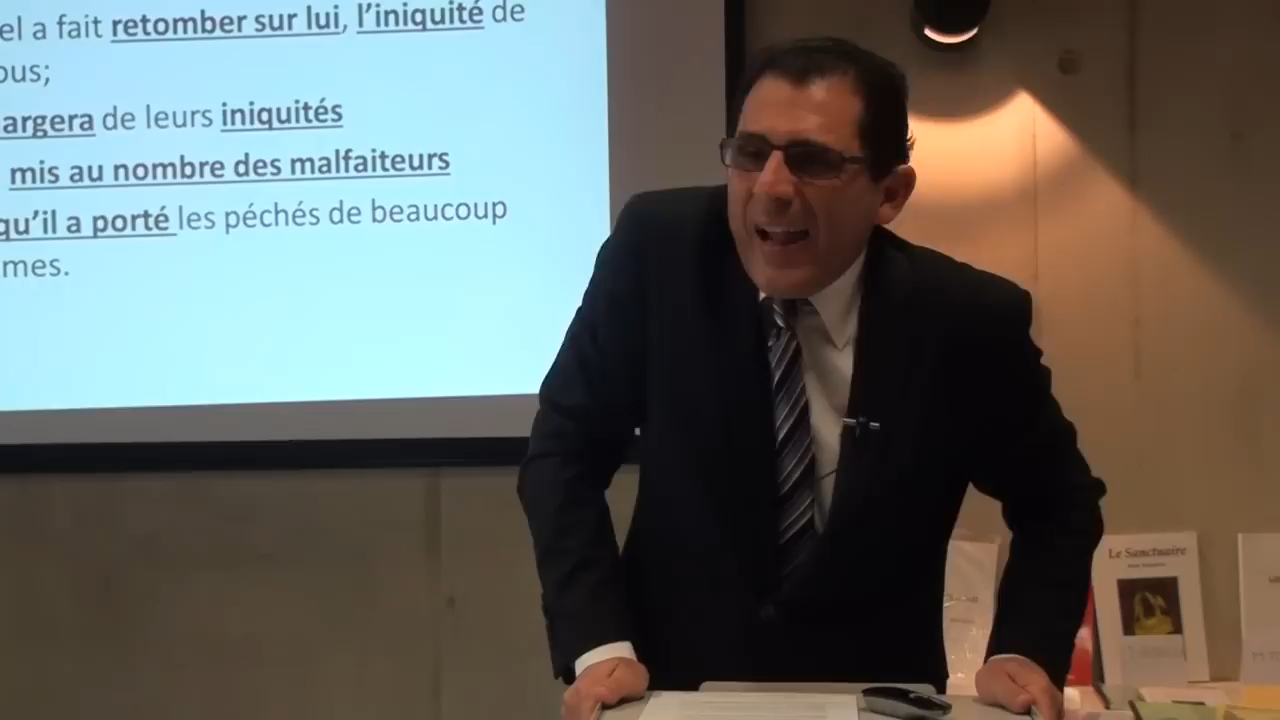 el a fait retomber sur lui, l'iniquité de
ous;
argera de leurs iniquités
mis au nombre des malfaiteurs
qu'il a porté les péchés de beaucoup
mes.
Le Sanctuaire